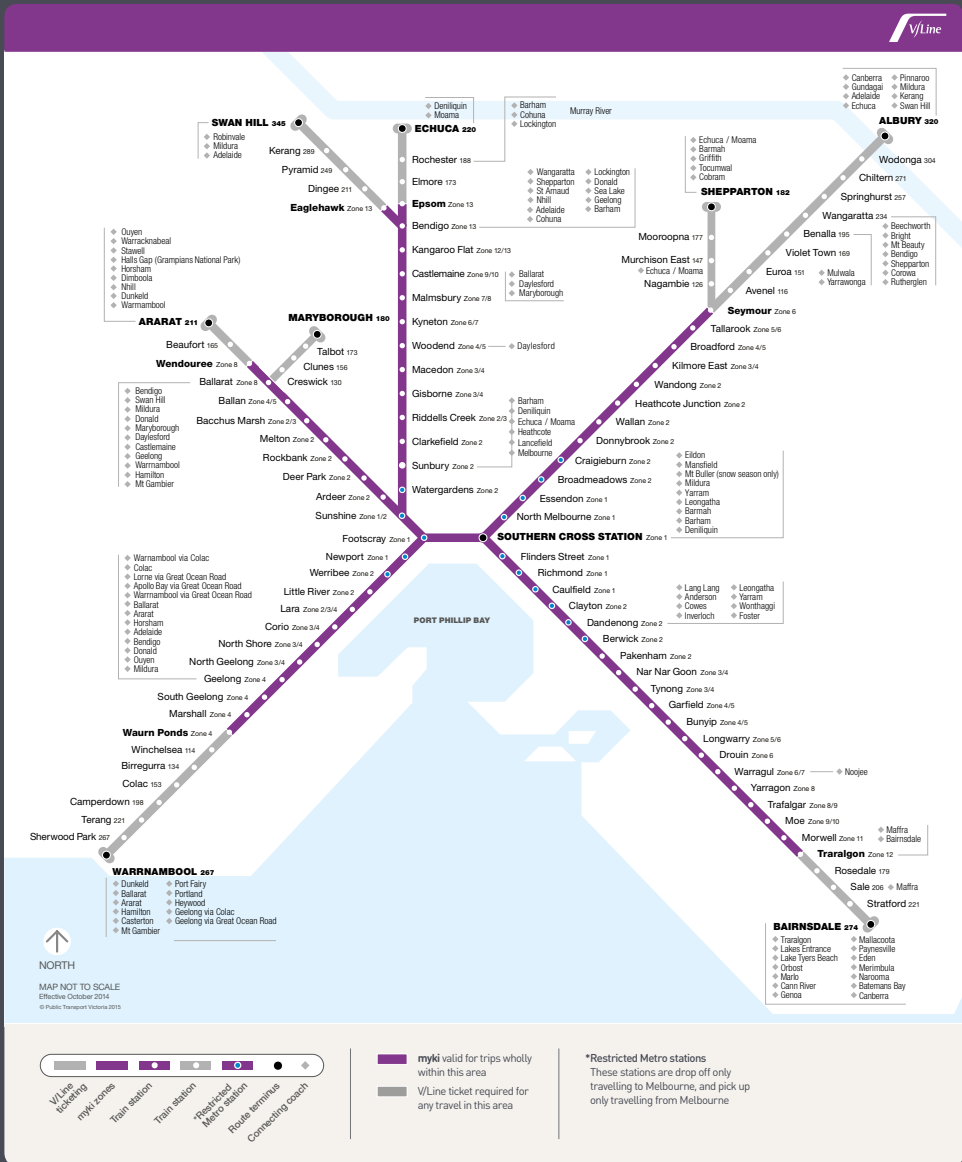 V/Line
Canberra
Gundagai
Adelaide
Echuca
Pinnaroo
Mildura
Kerang
Swan Hill
ALBURY 320
Wodonga 304
Chiltern 271
Springhurst 257
Wangaratta 234
Beechworth
Bright
Mt Beauty
Bendigo
Shepparton
Corowa
Rutherglen
Benalla 195
Mulwala
Yarrawonga
Violet Town 169
Euroa 151
Avenel 116
Echuca / Moama
Barmah
Griffith
Tocumwal
Cobram
SHEPPARTON 182
Mooroopna 177
Murchison East 147
Echuca / Moama
Nagambie 126
Seymour Zone 6
Tallarook Zone 5/6
Broadford Zone 4/5
Kilmore East Zone 3/4
Wandong Zone 2
Heathcote Junction Zone 2
Wallan Zone 2
Donnybrook Zone 2
Craigieburn Zone 2
Broadmeadows Zone 2
Essendon Zone 1
North Melbourne Zone 1
SOUTHERN CROSS STATION Zone 1
Eildon
Mansfield
Mt Buller (snow season only)
Mildura
Yarram
Leongatha
Barmah
Barham
Deniliquin
Murray River
SWAN HILL 345
Robinvale
Mildura
Adelaide
Kerang 289
Pyramid 249
Dingee 211
Eaglehawk Zone 13
Deniliquin
Moama
ECHUCA 220
Barham
Cohuna
Lockington
Rochester 188
Elmore 173
Epsom Zone 13
Bendigo Zone 13
Wangaratta
Shepparton
St Arnaud
Nhill
Adelaide
Cohuna
Lockington
Donald
Sea Lake
Geelong
Barham
Kangaroo Flat Zone 12/13
Castlemaine Zone 9/10
Ballarat
Daylesford
Maryborough
Malmsbury Zone 7/8
Kyneton Zone 6/7
Woodend Zone 4/5
Daylesford
Macedon Zone 3/4
Gisborne Zone 3/4
Riddells Creek Zone 2/3
Clarkefield Zone 2
Sunbury Zone 2
Barham
Deniliquin
Echuca / Moama
Heathcote
Lancefield
Melbourne
Watergardens Zone 2
Ouyen
Warracknabeal
Stawell
Halls Gap (Grampians National Park)
Horsham
Dimboola
Nhill
Dunkeld
Warrnambool
ARARAT 211
Beaufort 165
Wendouree Zone 8
MARYBOROUGH 180
Talbot 173
Clunes 156
Creswick 130
Ballarat Zone 8
Bendigo
Swan Hill
Mildura
Donald
Maryborough
Daylesford
Castlemaine
Geelong
Warrnambool
Hamilton
Mt Gambier
Ballan Zone 4/5
Bacchus Marsh Zone 2/3
Melton Zone 2
Rockbank Zone 2
Deer Park Zone 2
Ardeer Zone 2
Sunshine Zone 1/2
Footscray Zone 1
Newport Zone 1
Werribee Zone 2
Little River Zone 2
Lara Zone 2/3/4
Corio Zone 3/4
North Shore Zone 3/4
North Geelong Zone 3/4
Geelong Zone 4
Warnambool via Colac
Colac
Lorne via Great Ocean Road
Apollo Bay via Great Ocean Road
Warrnambool via Great Ocean Road
Ballarat
Ararat
Horsham
Adelaide
Bendigo
Donald
Ouyen
Mildura
South Geelong Zone 4
Marshall Zone 4
Waurn Ponds Zone 4
Winchelsea 114
Birregurra 134
Colac 153
Camperdown 198
Terang 221
Sherwood Park 267
WARRNAMBOOL 267
Dunkeld
Ballarat
Ararat
Hamilton
Casterton
Mt Gambier
Port Fairy
Portland
Heywood
Geelong via Colac
Geelong via Great Ocean Road
PORT PHILLIP BAY
Flinders Street Zone 1
Richmond Zone 1
Caulfield Zone 1
Clayton Zone 2
Dandenong Zone 2
Lang Lang
Anderson
Cowes
Inverloch
Leongatha
Yarram
Wonthaggi
Foster
Berwick Zone 2
Pakenham Zone 2
Nar Nar Goon Zone 3/4
Tynong Zone 3/4
Garfield Zone 4/5
Bunyip Zone 4/5
Longwarry Zone 5/6
Drouin Zone 6
Warragul Zone 6/7
Noojee
Yarragon Zone 8
Trafalgar Zone 8/9
Moe Zone 9/10
Morwell Zone 11
Traralgon Zone 12
Maffra
Bairnsdale
Rosedale 179
Sale 206
Maffra
Stratford 221
BAIRNSDALE 274
Traralgon
Lakes Entrance
Lake Tyers Beach
Orbost
Marlo
Cann River
Genoa
Mallacoota
Paynesville
Eden
Merimbula
Narooma
Batemans Bay
Canberra
NORTH
MAP NOT TO SCALE
Effective October 2014
© Public Transport Victoria 2015
V/Line ticketing
myki zones
Train station
Train station
*Restricted Metro station
Route terminus
Connecting coach
myki valid for trips wholly
within this area
V/Line ticket required for
any travel in this area
*Restricted Metro stations
These stations are drop off only
travelling to Melbourne, and pick up
only travelling from Melbourne